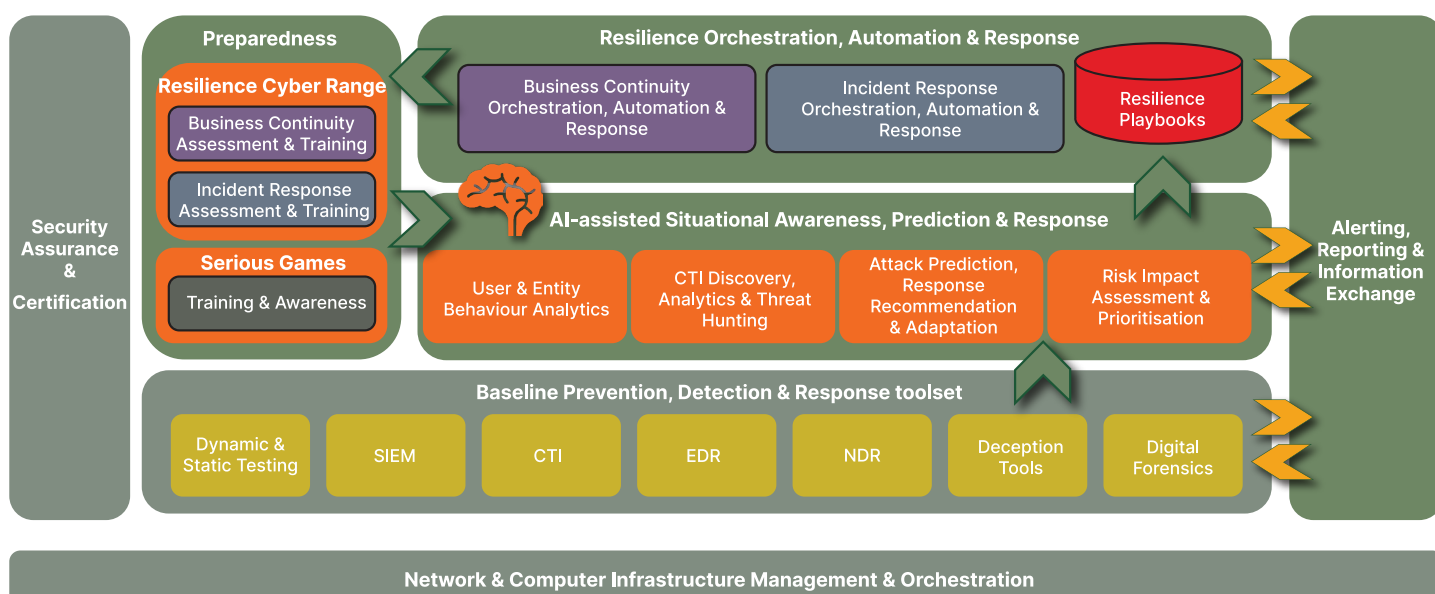 Security
Assurance
&
Certification
Preparedness
Resilience Cyber Range
Business Continuity
Assessment & Training
Incident Response
Assessment & Training
Serious Games
Training & Awareness
Resilience Orchestration, Automation & Response
Business Continuity
Orchestration, Automation &
Response
Incident Response
Orchestration, Automation &
Response
Resilience
Playbooks
AI-assisted Situational Awareness, Prediction & Response
User & Entity
Behaviour Analytics
CTI Discovery,
Analytics & Threat
Hunting
Attack Prediction,
Response
Recommendation
& Adaptation
Risk Impact
Assessment &
Prioritisation
Alerting,
Reporting &
Information
Exchange
Baseline Prevention, Detection & Response toolset
Dynamic &
Static Testing
SIEM
CTI
EDR
NDR
Deception
Tools
Digital
Forensics
Network & Computer Infrastructure Management & Orchestration